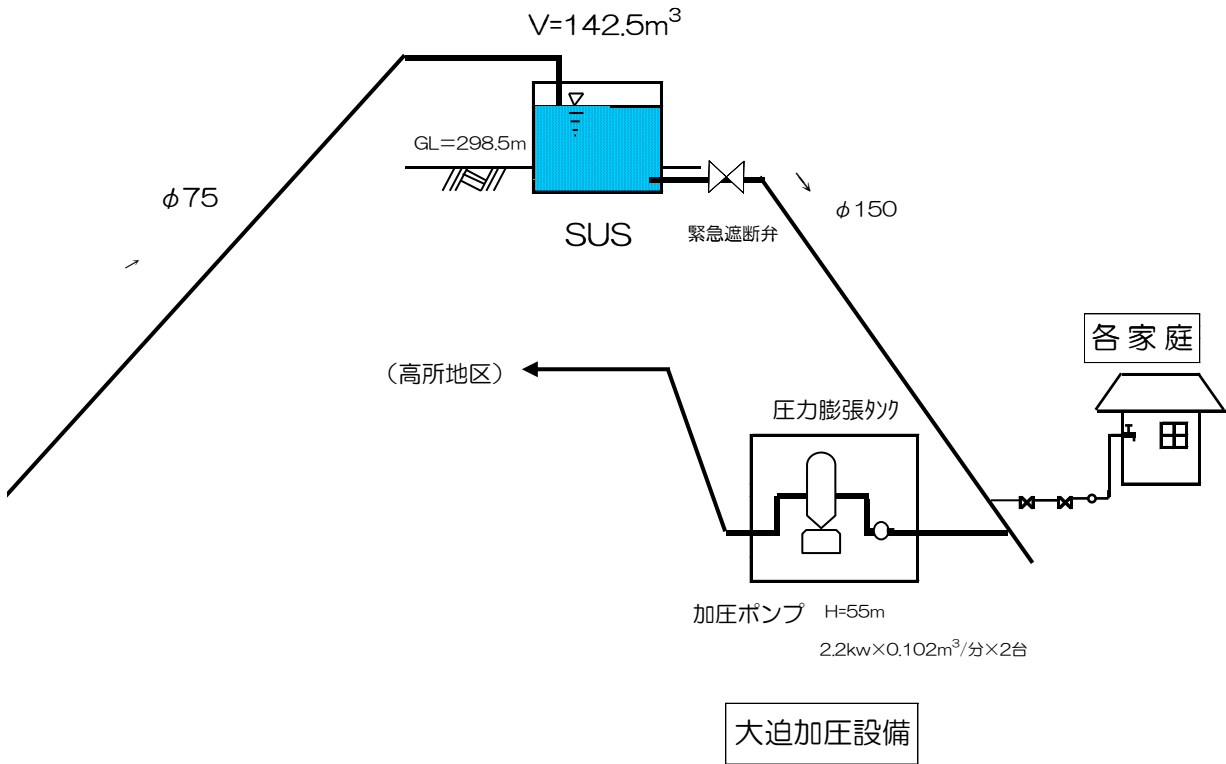 V=142.5m³
GL=298.5m
φ75
SUS
緊急遮断弁
φ150
各家庭
（高所地区）
圧力膨張ﾀﾝｸ
加圧ポンプ H=55m
2.2kw×0.102m³/分×2台
大迫加圧設備